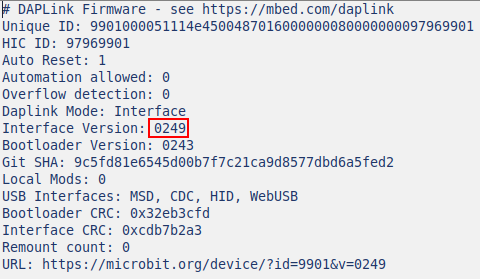 # DAPLink Firmware - see https://mbed.com/daplink
Unique ID: 9901000051114e4500487016000000080000000097969901
HIC ID: 97969901
Auto Reset: 1
Automation allowed: 0
Overflow detection: 0
Daplink Mode: Interface
Interface Version: 0249
Bootloader Version: 0243
Git SHA: 9c5fd81e6545d00b7f7c21ca9d8577dbd6a5fed2
Local Mods: 0
USB Interfaces: MSD, CDC, HID, WebUSB
Bootloader CRC: 0x32eb3cfd
Interface CRC: 0xcdb7b2a3
Remount count: 0
URL: https://microbit.org/device/?id=9901&v=0249